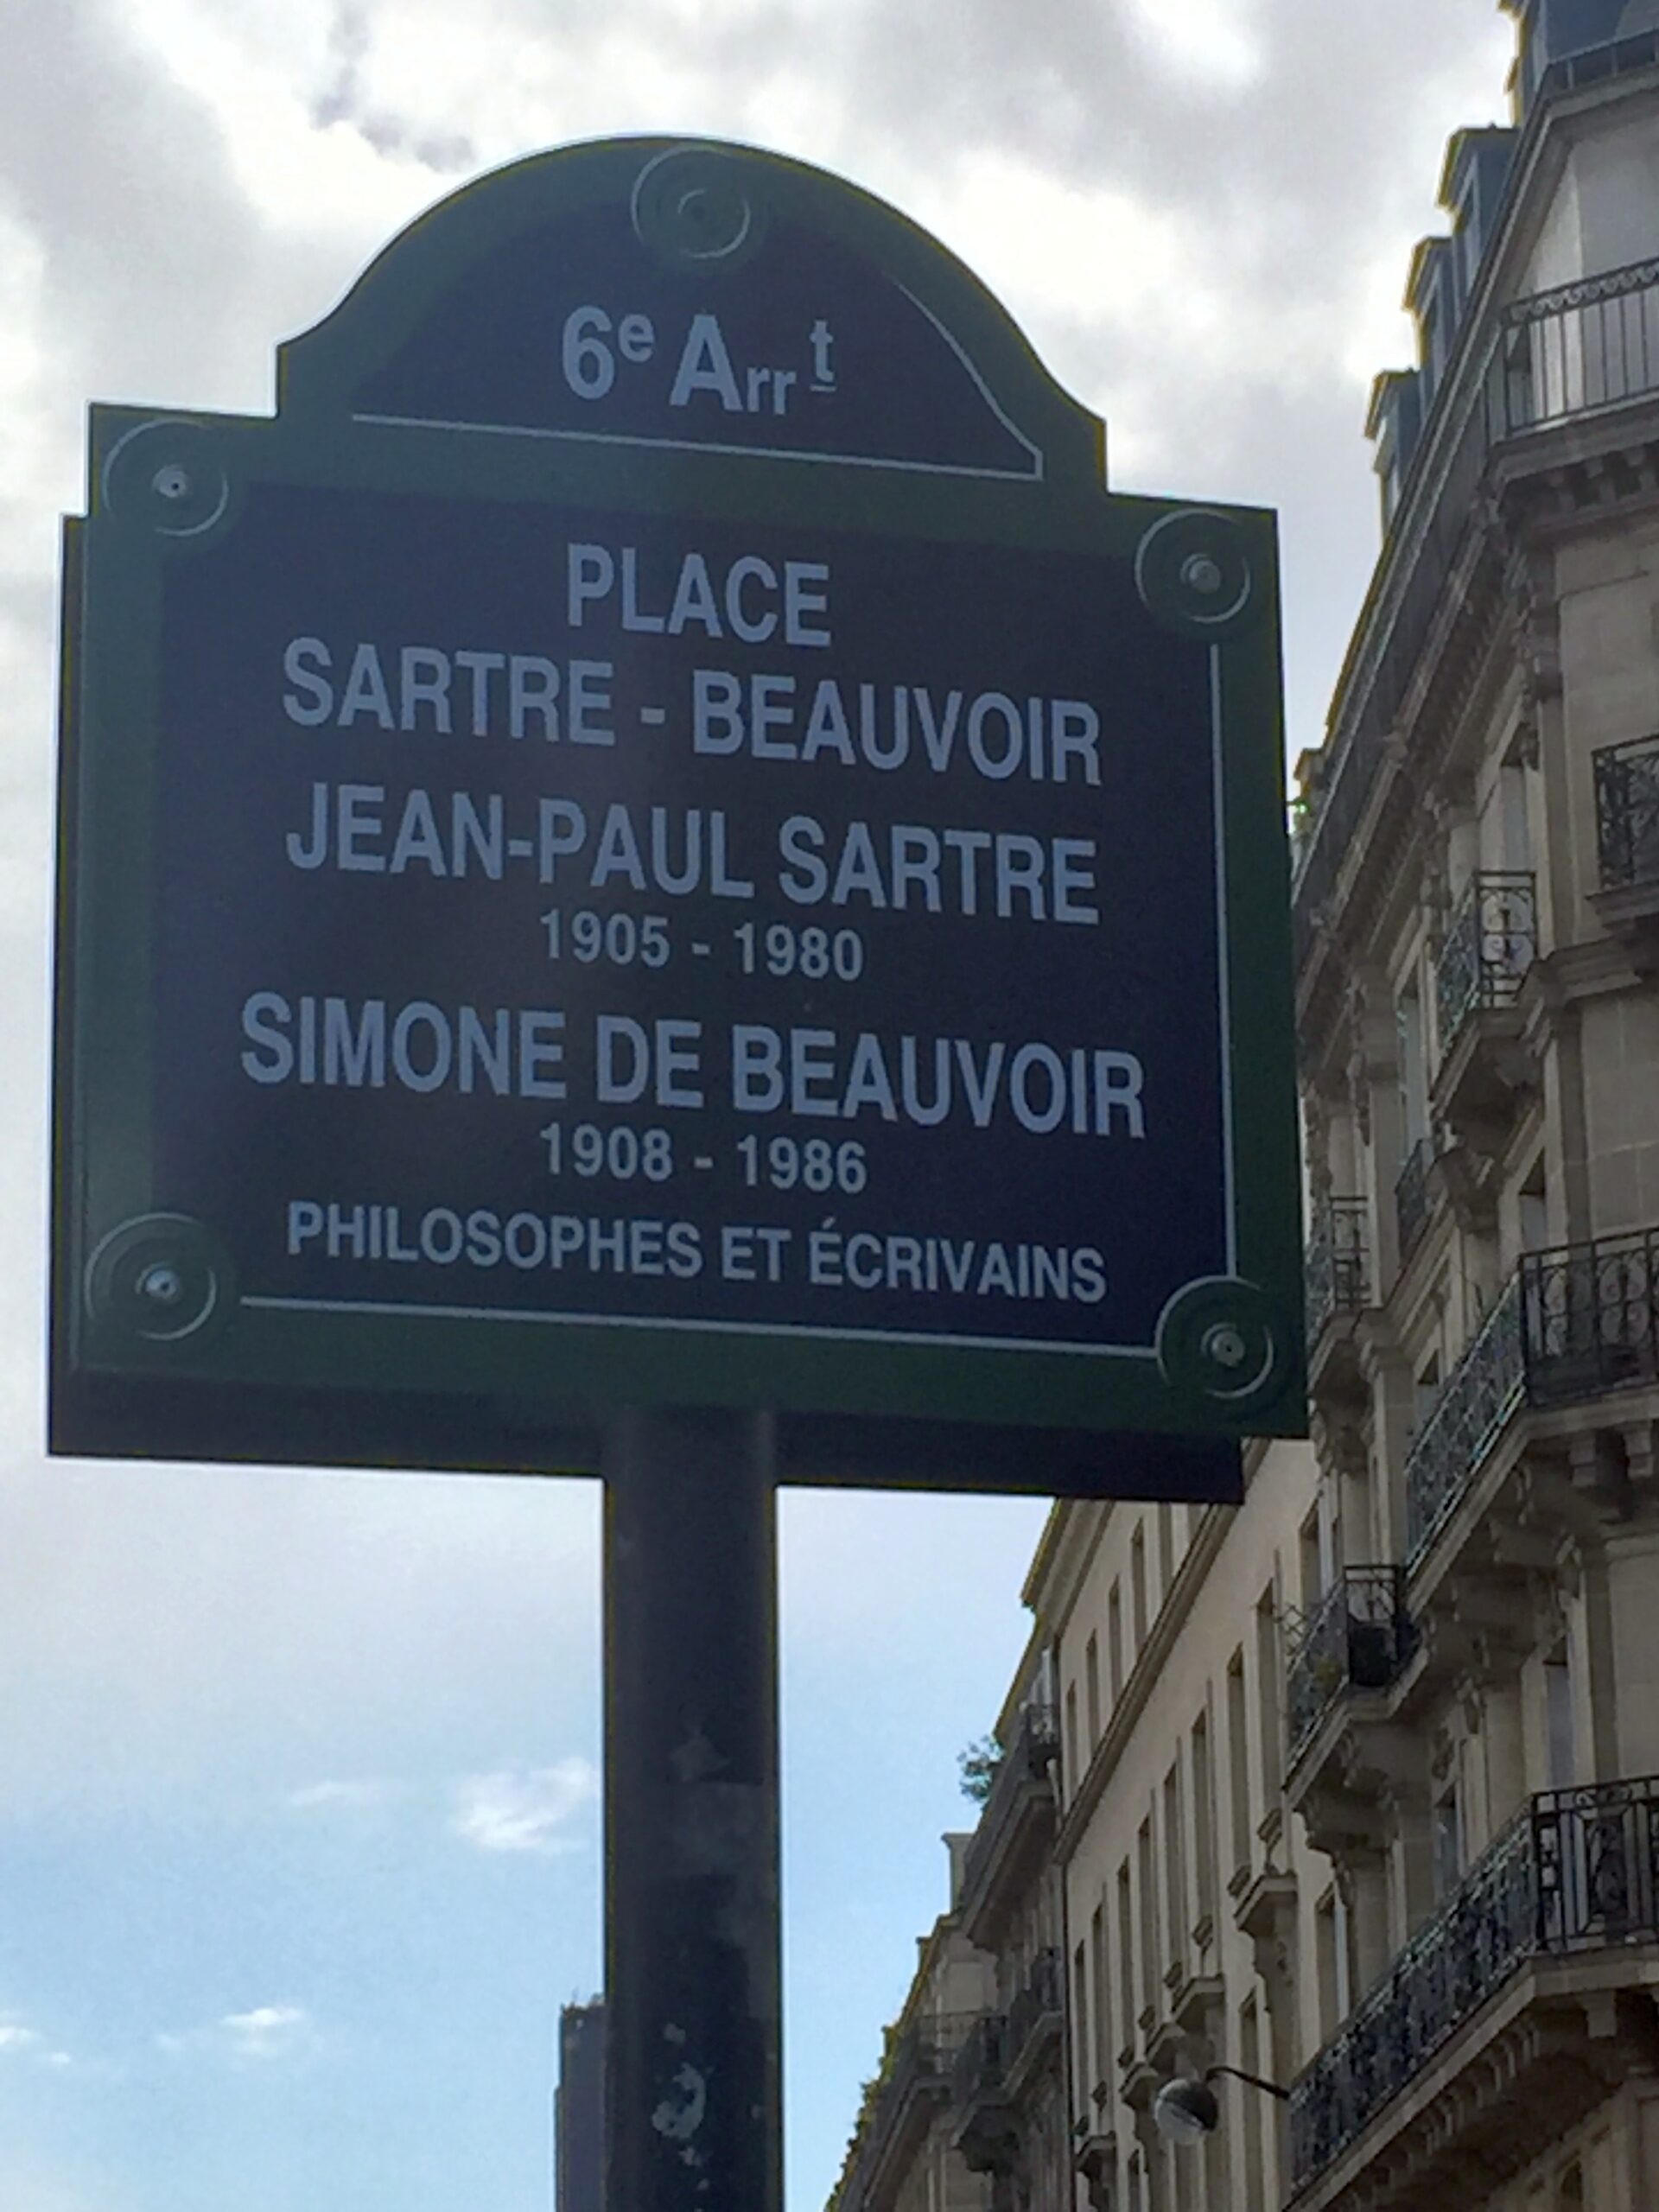 6e Arrt
PLACE
SARTRE - BEAUVOIR
JEAN-PAUL SARTRE
1905 - 1980
SIMONE DE BEAUVOIR
1908 - 1986
PHILOSOPHES ET ÉCRIVAINS